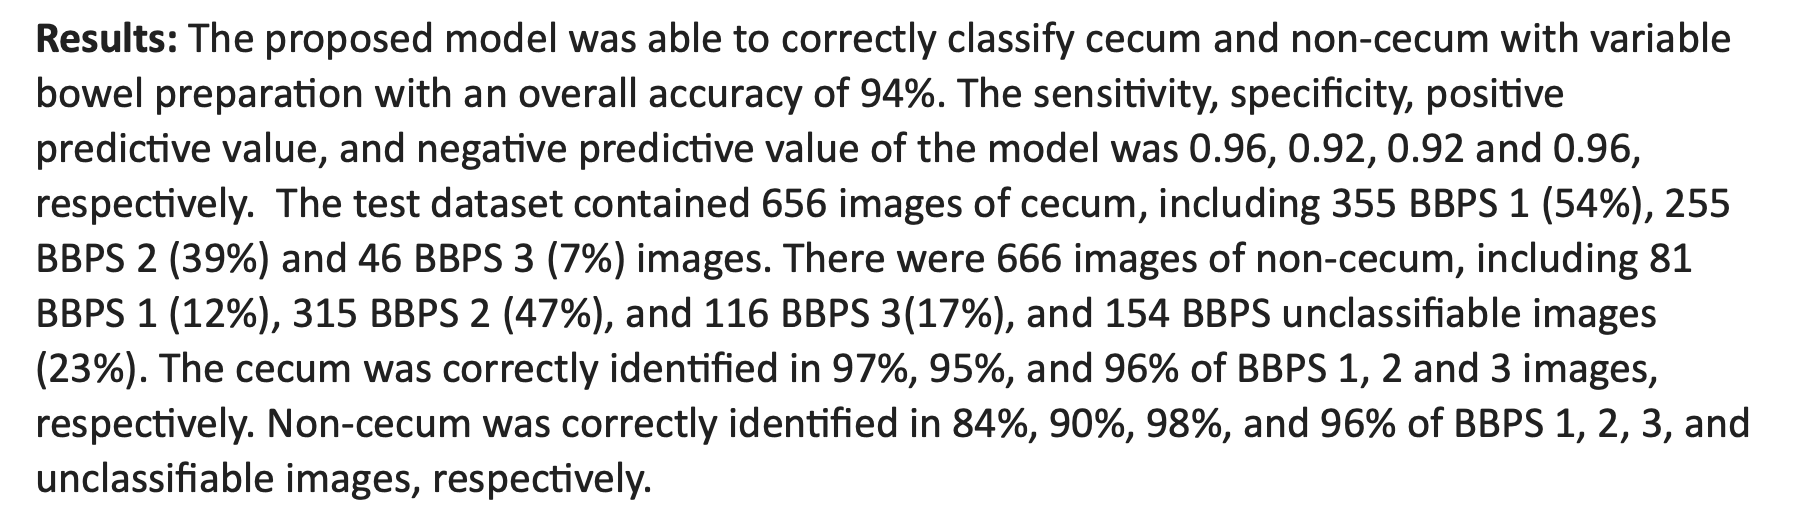 Results: The proposed model was able to correctly classify cecum and non-cecum with variable
bowel preparation with an overall accuracy of 94%. The sensitivity, specificity, positive
predictive value, and negative predictive value of the model was 0.96, 0.92, 0.92 and 0.96,
respectively.  The test dataset contained 656 images of cecum, including 355 BBPS 1 (54%), 255
BBPS 2 (39%) and 46 BBPS 3 (7%) images. There were 666 images of non-cecum, including 81
BBPS 1 (12%), 315 BBPS 2 (47%), and 116 BBPS 3(17%), and 154 BBPS unclassifiable images
(23%). The cecum was correctly identified in 97%, 95%, and 96% of BBPS 1, 2 and 3 images,
respectively. Non-cecum was correctly identified in 84%, 90%, 98%, and 96% of BBPS 1, 2, 3, and
unclassifiable images, respectively.